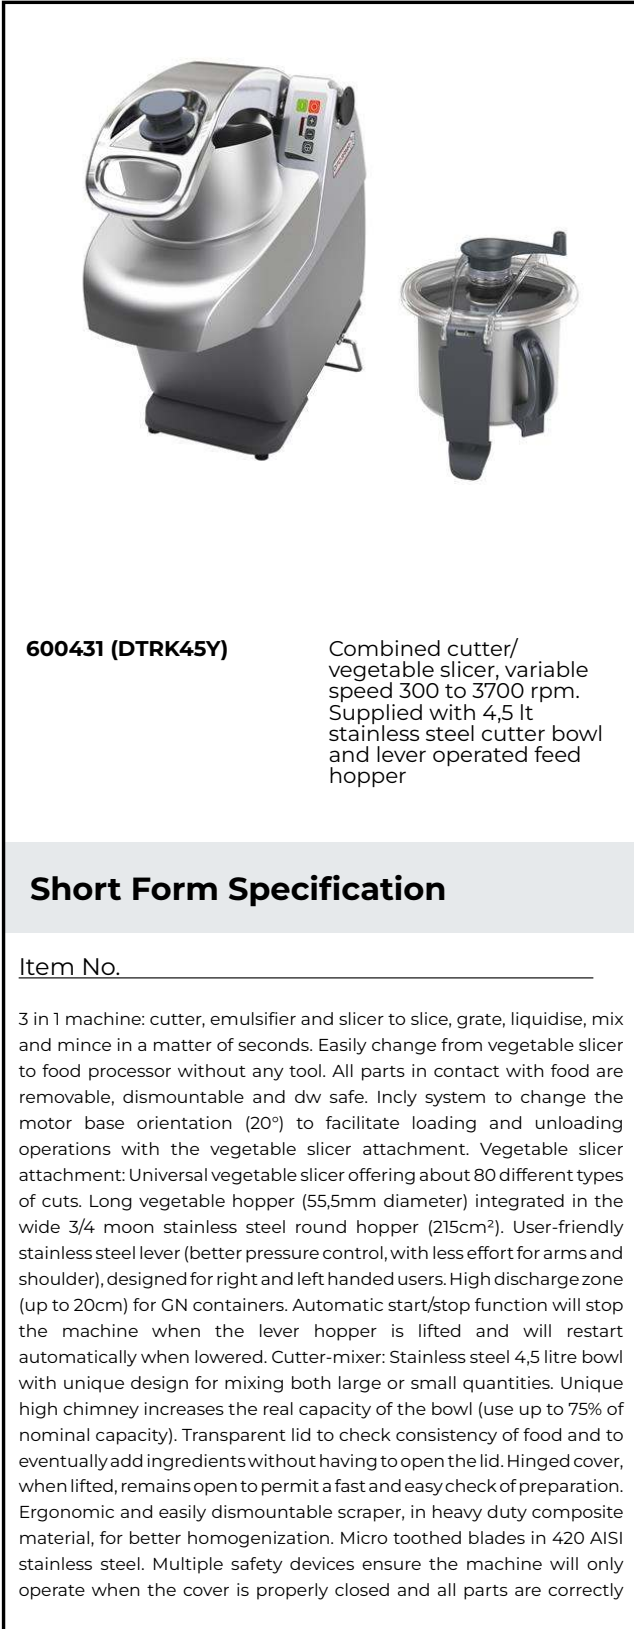 600431 (DTRK45Y)
Combined cutter/
vegetable slicer, variable
speed 300 to 3700 rpm.
Supplied with 4,5 lt
stainless steel cutter bowl
and lever operated feed
hopper
Short Form Specification
Item No.
3 in 1 machine: cutter, emulsifier and slicer to slice, grate, liquidise, mix
and mince in a matter of seconds. Easily change from vegetable slicer
to food processor without any tool. All parts in contact with food are
removable, dismountable and dw safe. Incly system to change the
motor base orientation (20°) to facilitate loading and unloading
operations with the vegetable slicer attachment. Vegetable slicer
attachment: Universal vegetable slicer offering about 80 different types
of cuts. Long vegetable hopper (55,5mm diameter) integrated in the
wide 3/4 moon stainless steel round hopper (215cm²). User-friendly
stainless steel lever (better pressure control, with less effort for arms and
shoulder), designed for right and left handed users. High discharge zone
(up to 20cm) for GN containers. Automatic start/stop function will stop
the machine when the lever hopper is lifted and will restart
automatically when lowered. Cutter-mixer: Stainless steel 4,5 litre bowl
with unique design for mixing both large or small quantities. Unique
high chimney increases the real capacity of the bowl (use up to 75% of
nominal capacity). Transparent lid to check consistency of food and to
eventually add ingredients without having to open the lid. Hinged cover,
when lifted, remains open to permit a fast and easy check of preparation.
Ergonomic and easily dismountable scraper, in heavy duty composite
material, for better homogenization. Micro toothed blades in 420 AISI
stainless steel. Multiple safety devices ensure the machine will only
operate when the cover is properly closed and all parts are correctly